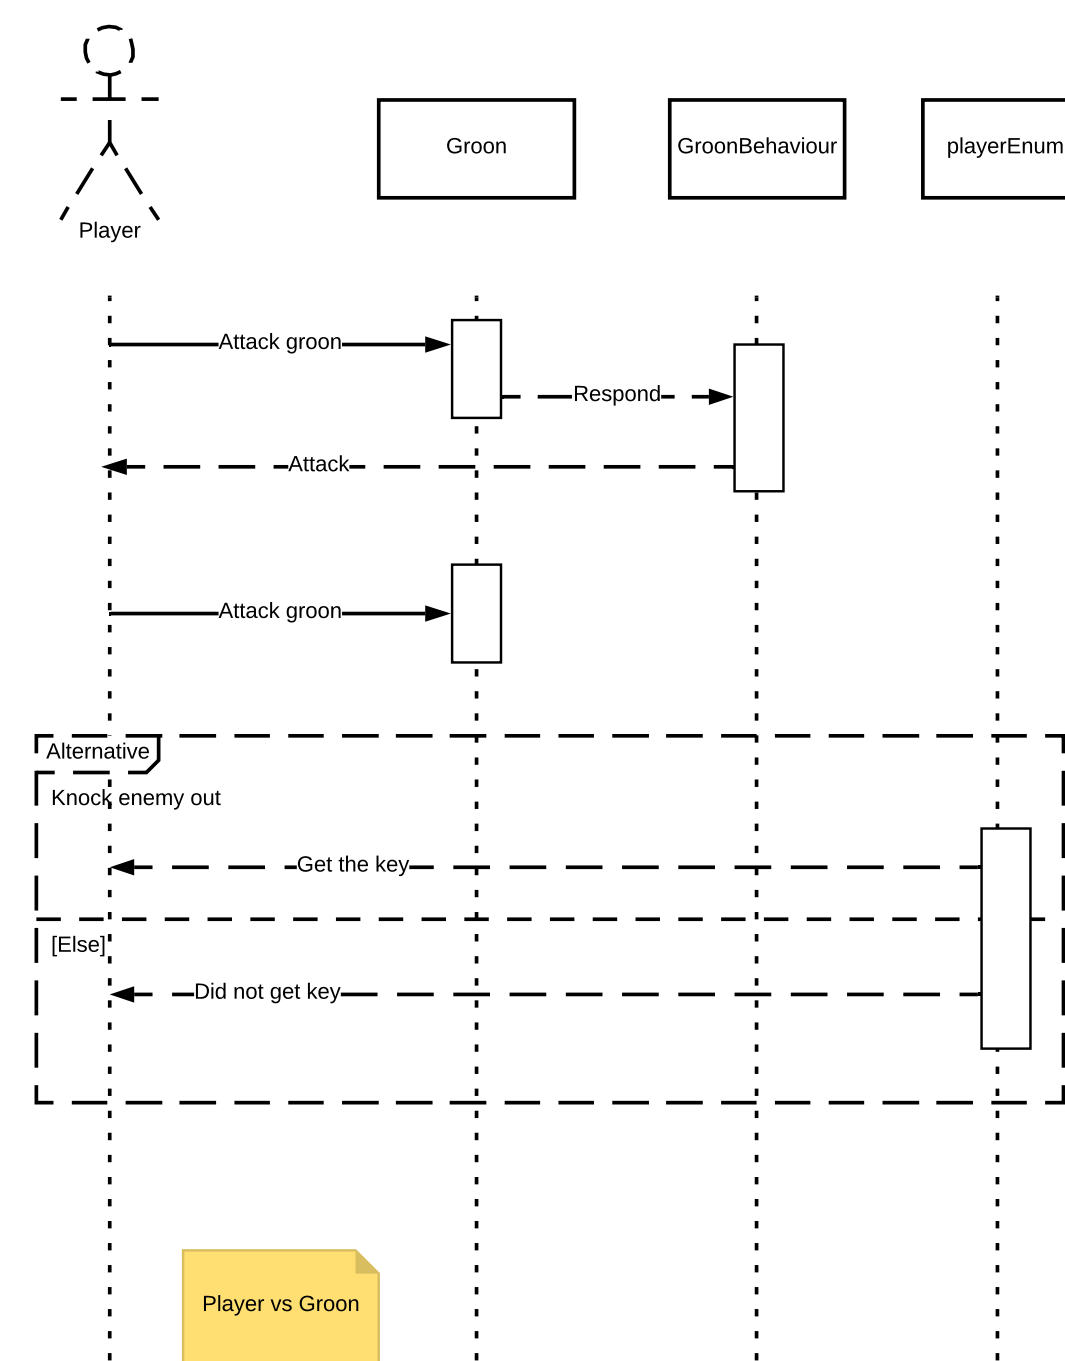 Player
Groon
GroonBehaviour
playerEnum
Attack groon
Respond
Attack
Attack groon
Alternative
Knock enemy out
Get the key
[Else]
Did not get key
Player vs Groon